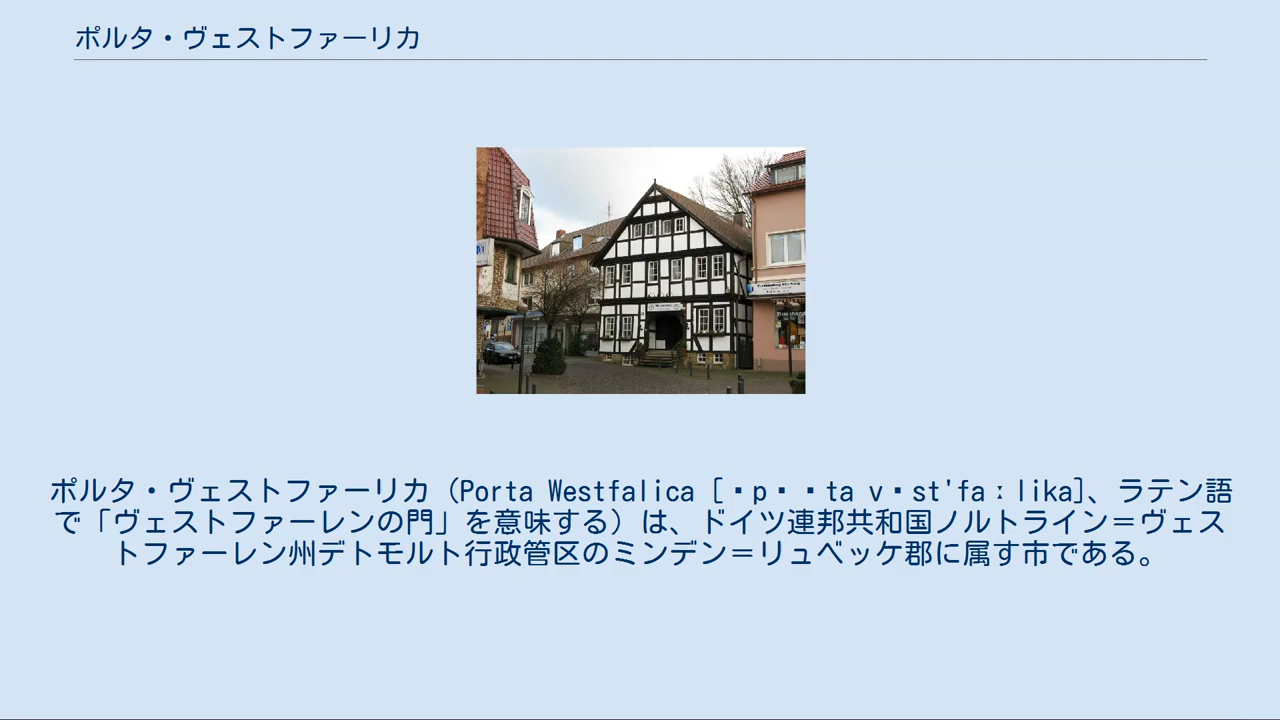 ポルタ・ヴェストファーリカ
ポルタ・ヴェストファーリカ（Porta Westfalica [▪p▪▪ta v▪st'faːlika]、ラテン語
で「ヴェストファーレンの門」を意味する）は、ドイツ連邦共和国ノルトライン＝ヴェス
トファーレン州デトモルト行政管区のミンデン＝リュベッケ郡に属す市である。